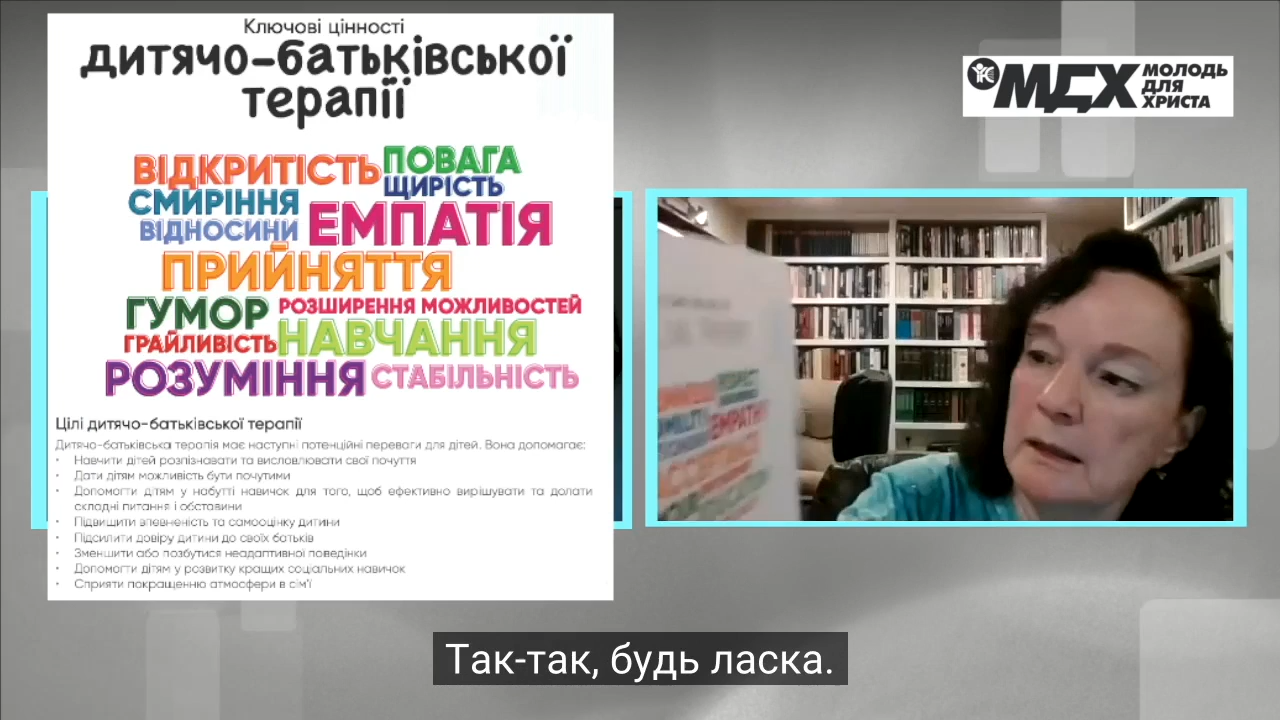 Ключові цінності
дитячо-батьківської
терапії
ВІДКРИТІСТЬ ПОВАГА
ЩИРІСТЬ
СМИРІННЯ
ВІДНОСИНИ ЕМПАТІЯ
ПРИЙНЯТТЯ
ГУМОР РОЗШИРЕННЯ МОЖЛИВОСТЕЙ
ГРАЙЛИВІСТЬ НАВЧАННЯ
РОЗУМІННЯ СТАБІЛЬНІСТЬ
Цілі дитячо-батьківської терапії
Дитячо-батьківська терапія має наступні потенційні переваги для дітей. Вона допомагає:
• Навчити дітей розпізнавати та висловлювати свої почуття
• Дати дітям можливість бути почутими
• Допомогти дітям у набутті навичок для того, щоб ефективно вирішувати та долати
складні питання і обставини
• Підвищити впевненість та самооцінку дитини
• Підсилити довіру дитини до своїх батьків
• Зменшити або позбутися неадаптивної поведінки
• Допомогти дітям у розвитку кращих соціальних навичок
• Сприяти покращенню атмосфери в сім'ї
МДХ
МОЛОДЬ
ДЛЯ
ХРИСТА
Так-так, будь ласка.